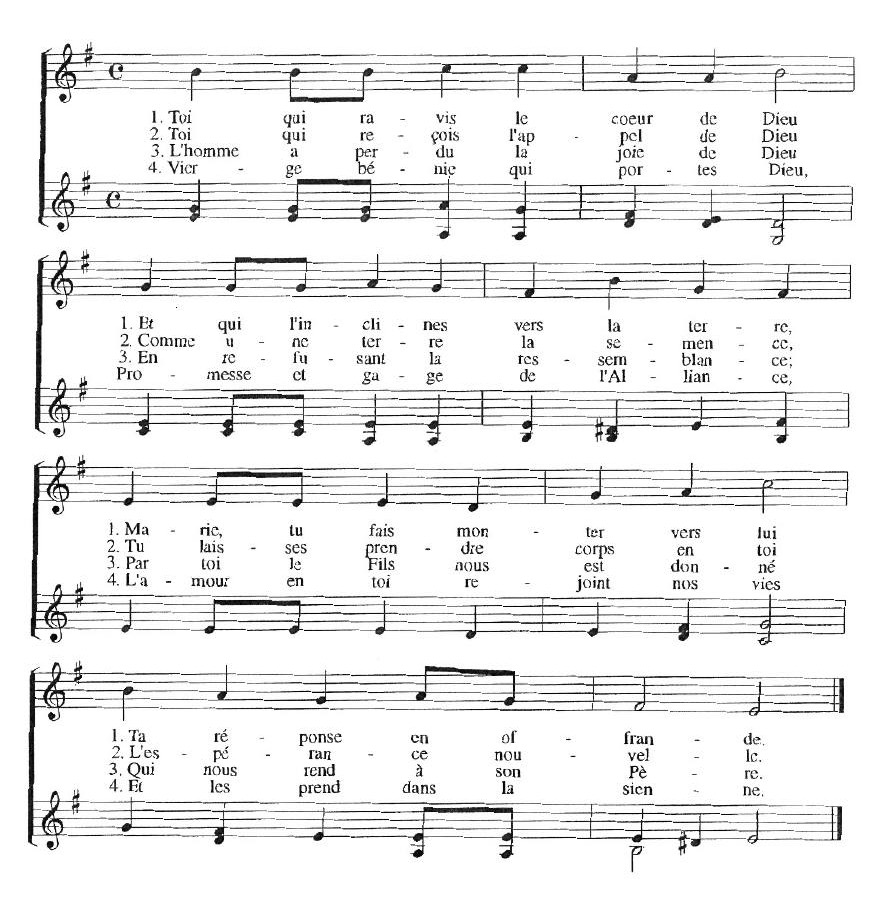 1. Toi qui ra - vis le coeur de Dieu
2. Toi qui re - çois l'ap - pel de Dieu
3. L'homme a per - du la joie de Dieu
4. Vier - ge bé - nie qui por - tes Dieu,
1. Et qui l'in - cli - nes vers la ter - re,
2. Comme u - ne ter - re la se - men - ce,
3. En re - fu - sant la res - sem - blan - ce;
Pro - messe et ga - ge de l'Al - lian - ce,
1. Ma - rie, tu fais mon - ter vers lui
2. Tu lais - ses pren - dre corps en toi
3. Par toi le Fils nous est don - né
4. L'a - mour en toi re - joint nos vies
1. Ta ré - ponse en of - fran - de.
2. L'es - pé - ran - ce nou - vel - le.
3. Qui nous rend à son Pè - re.
4. Et les prend dans la sien - ne.